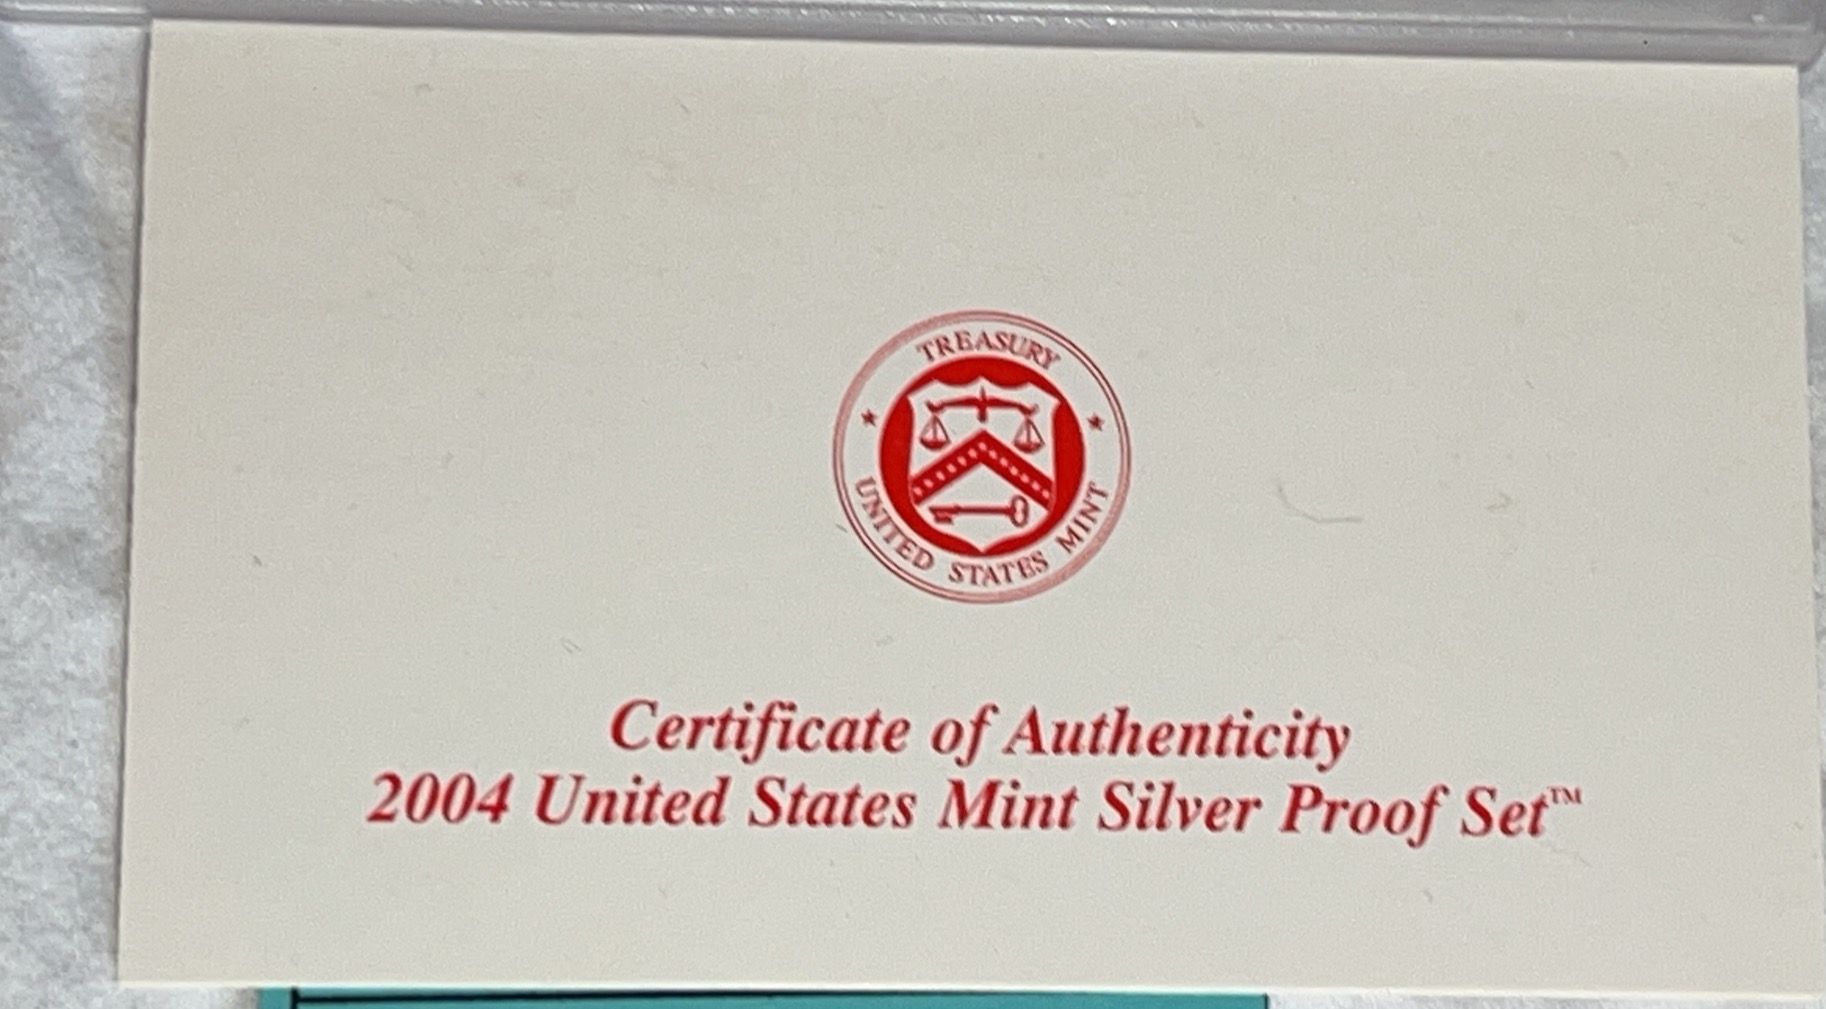 TREASURY
UNITED STATES MINT
Certificate of Authenticity
2004 United States Mint Silver Proof Set™